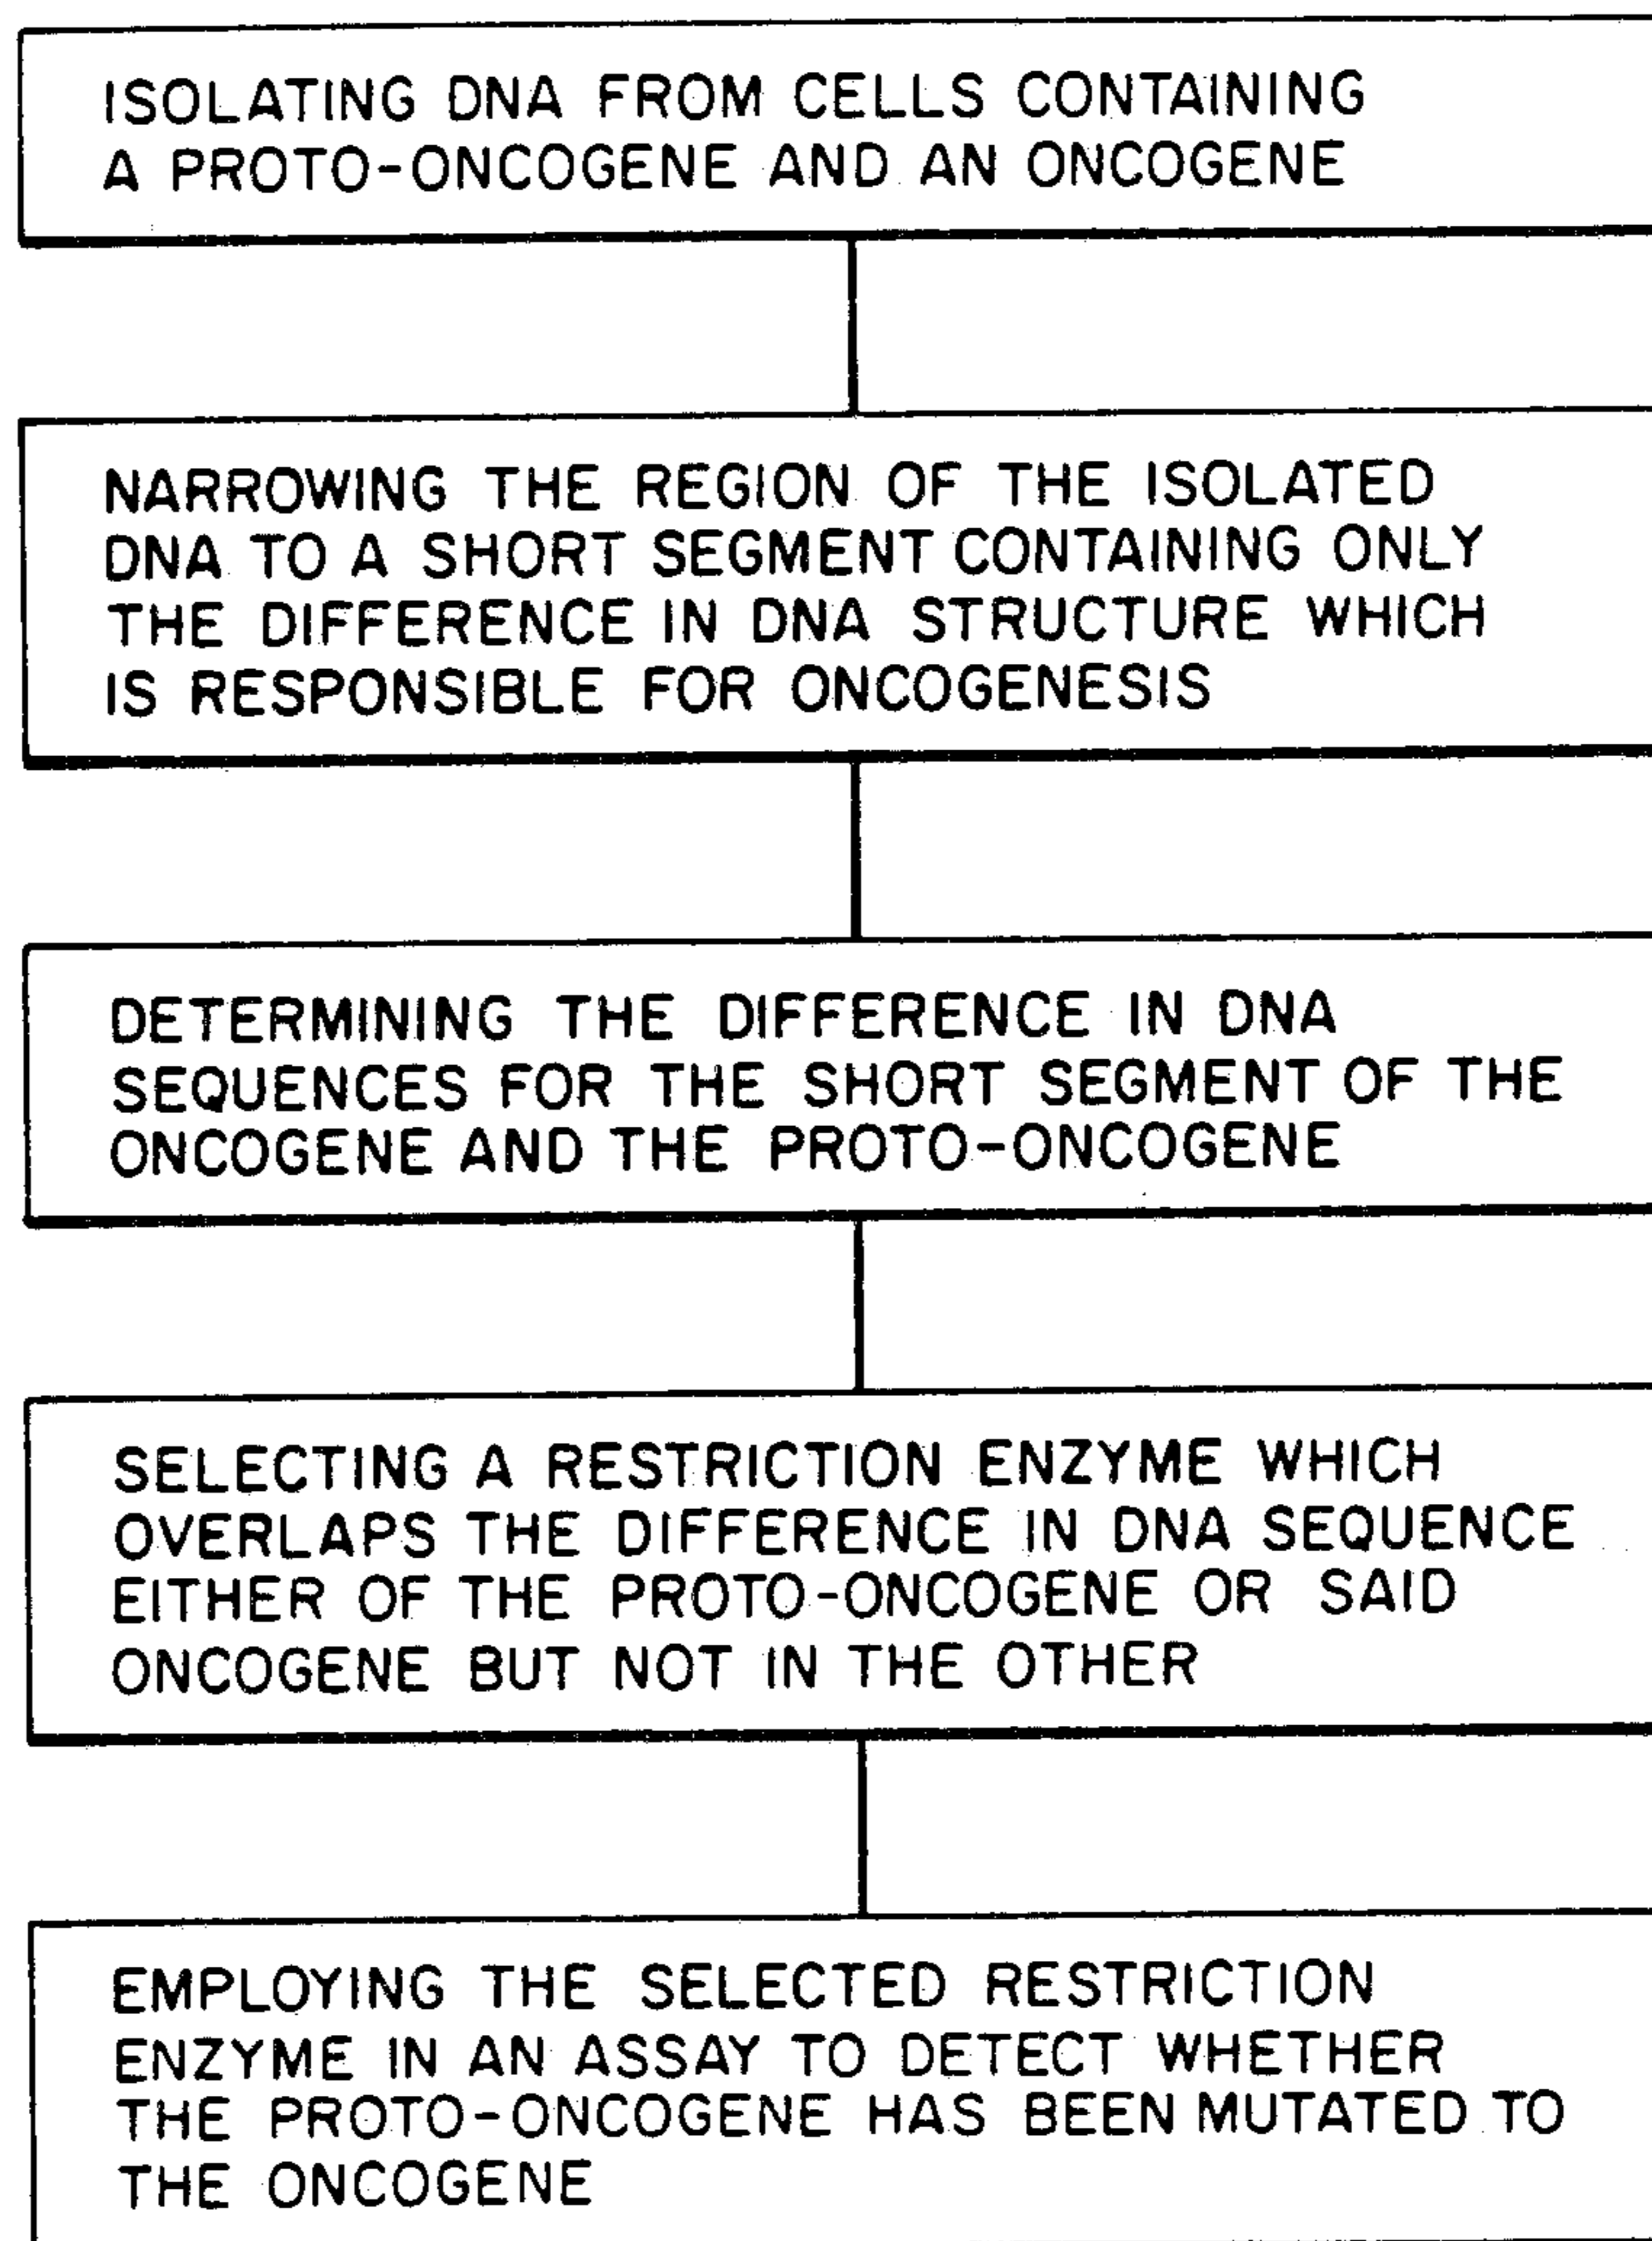 ISOLATING DNA FROM CELLS CONTAINING
A PROTO-ONCOGENE AND AN ONCOGENE
NARROWING THE REGION OF THE ISOLATED
DNA TO A SHORT SEGMENT CONTAINING ONLY
THE DIFFERENCE IN DNA STRUCTURE WHICH
IS RESPONSIBLE FOR ONCOGENESIS
DETERMINING THE DIFFERENCE IN DNA
SEQUENCES FOR THE SHORT SEGMENT OF THE
ONCOGENE AND THE PROTO-ONCOGENE
SELECTING A RESTRICTION ENZYME WHICH
OVERLAPS THE DIFFERENCE IN DNA SEQUENCE
EITHER OF THE PROTO-ONCOGENE OR SAID
ONCOGENE BUT NOT IN THE OTHER
EMPLOYING THE SELECTED RESTRICTION
ENZYME IN AN ASSAY TO DETECT WHETHER
THE PROTO-ONCOGENE HAS BEEN MUTATED TO
THE ONCOGENE